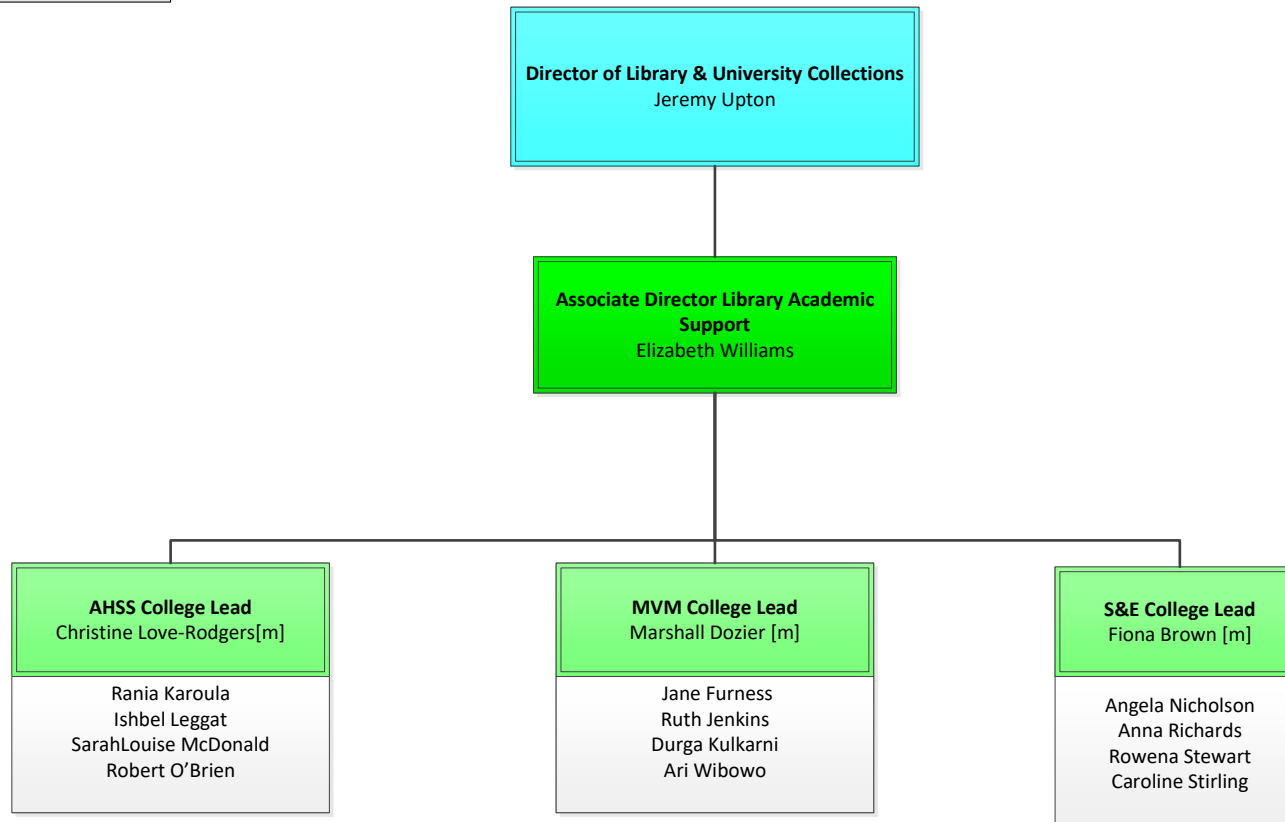 Director of Library & University Collections
Jeremy Upton
Associate Director Library Academic
Support
Elizabeth Williams
AHSS College Lead
Christine Love-Rodgers[m]
Rania Karoula
Ishbel Leggat
SarahLouise McDonald
Robert O’Brien
MVM College Lead
Marshall Dozier [m]
Jane Furness
Ruth Jenkins
Durga Kulkarni
Ari Wibowo
S&E College Lead
Fiona Brown [m]
Angela Nicholson
Anna Richards
Rowena Stewart
Caroline Stirling